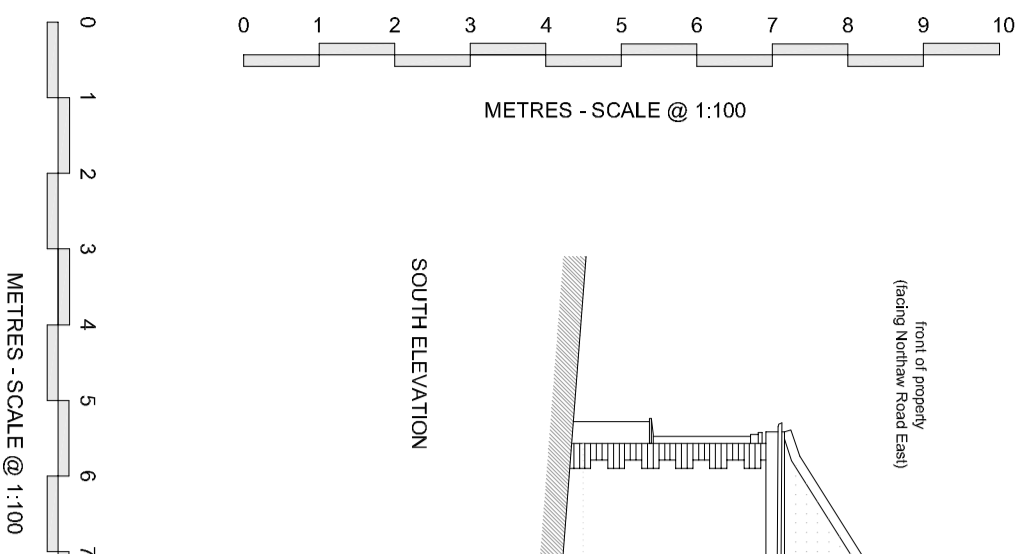 0 1 2 3 4 5 6 7 8 9 10
METRES - SCALE @ 1:100
0
1
2
3
4
5
6
7
METRES - SCALE @ 1:100
SOUTH ELEVATION
front of property
(facing Northaw Road East)